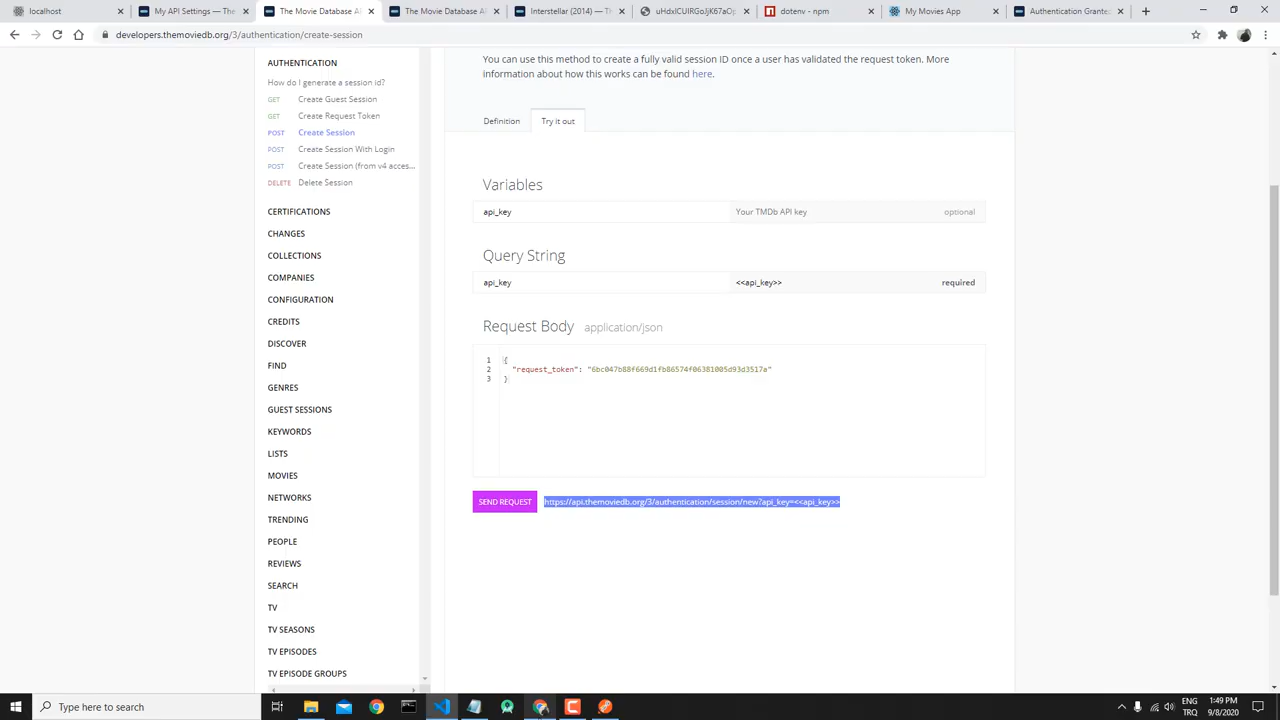 localhost
My API Settings — The
The Movie Database AP
The Movie Database AP
Interstellar (2014) — Th
dotenv - npm
My Movies App
Authentication Granted
developers.themoviedb.org/3/authentication/create-session
AUTHENTICATION
How do I generate a session id?
GET Create Guest Session
GET Create Request Token
POST Create Session
POST Create Session With Login
POST Create Session (from v4 acces...
DELETE Delete Session
CERTIFICATIONS
CHANGES
COLLECTIONS
COMPANIES
CONFIGURATION
CREDITS
DISCOVER
FIND
GENRES
GUEST SESSIONS
KEYWORDS
LISTS
MOVIES
NETWORKS
TRENDING
PEOPLE
REVIEWS
SEARCH
TV
TV SEASONS
TV EPISODES
TV EPISODE GROUPS
You can use this method to create a fully valid session ID once a user has validated the request token. More
information about how this works can be found here.
Definition Try it out
Variables
api_key Your TMDb API key optional
Query String
api_key <<api_key>> required
Request Body application/json
1 {
2 "request_token": "6bc047b88f669d1fb86574f06381005d93d3517a"
3 }
SEND REQUEST https://api.themoviedb.org/3/authentication/session/new?api_key=<<api_key>>
Type here to search
ENG
TRQ
1:49 PM
9/8/2020